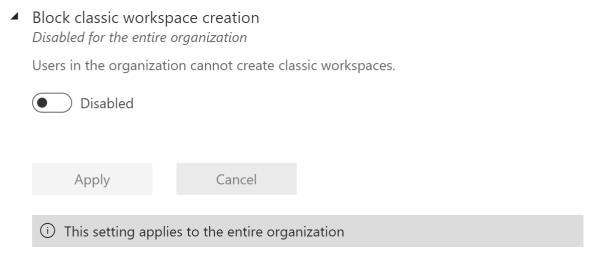 Block classic workspace creation
Disabled for the entire organization
Users in the organization cannot create classic workspaces.
Disabled
Apply Cancel
This setting applies to the entire organization